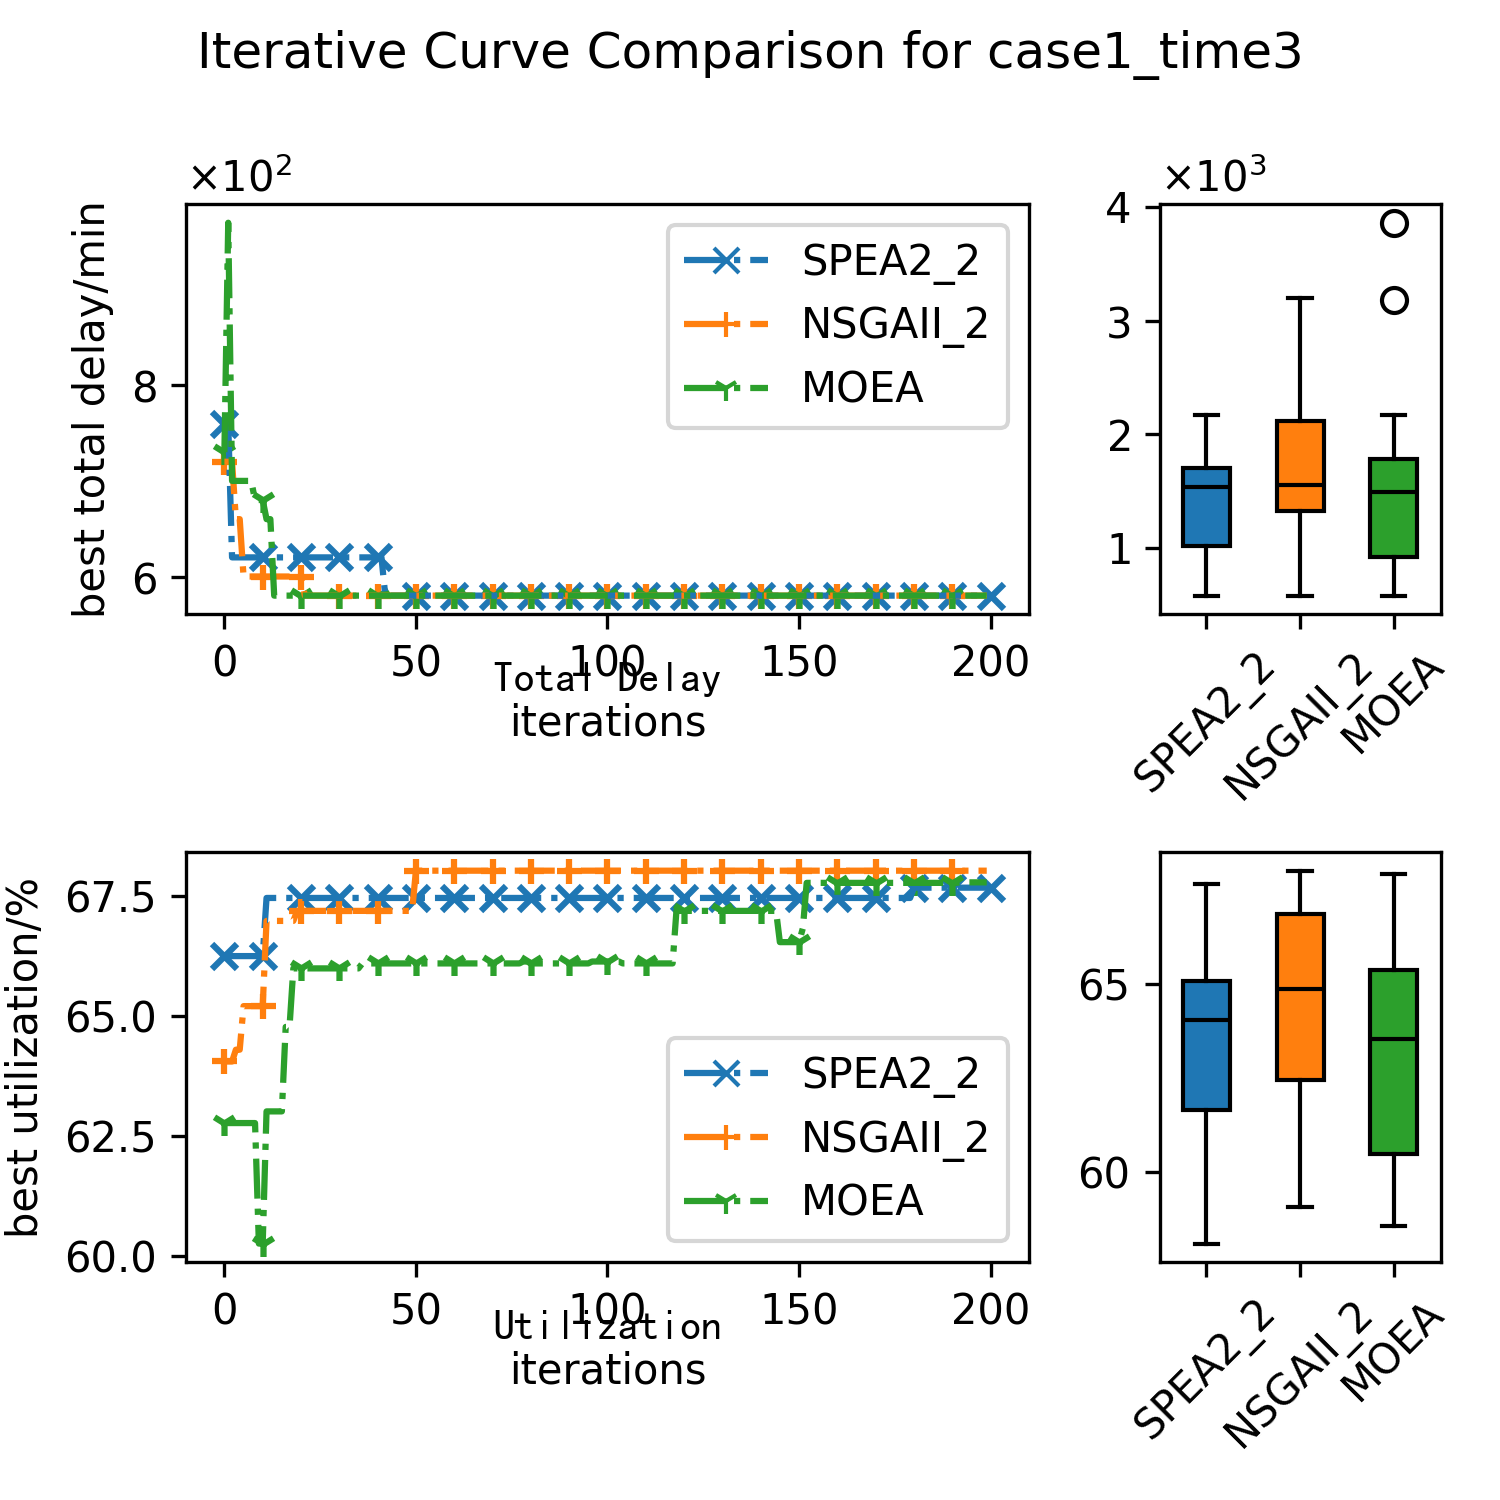 Iterative Curve Comparison for case1_time3
×10²
best total delay/min
8
6
SPEA2_2
NSGAII_2
MOEA
0 50 100 150 200
Total Delay
iterations
×10³
4
3
2
1
SPEA2_2
NSGAII_2
MOEA
best utilization/%
67.5
65.0
62.5
60.0
SPEA2_2
NSGAII_2
MOEA
0 50 100 150 200
Utilization
iterations
65
60
SPEA2_2
NSGAII_2
MOEA